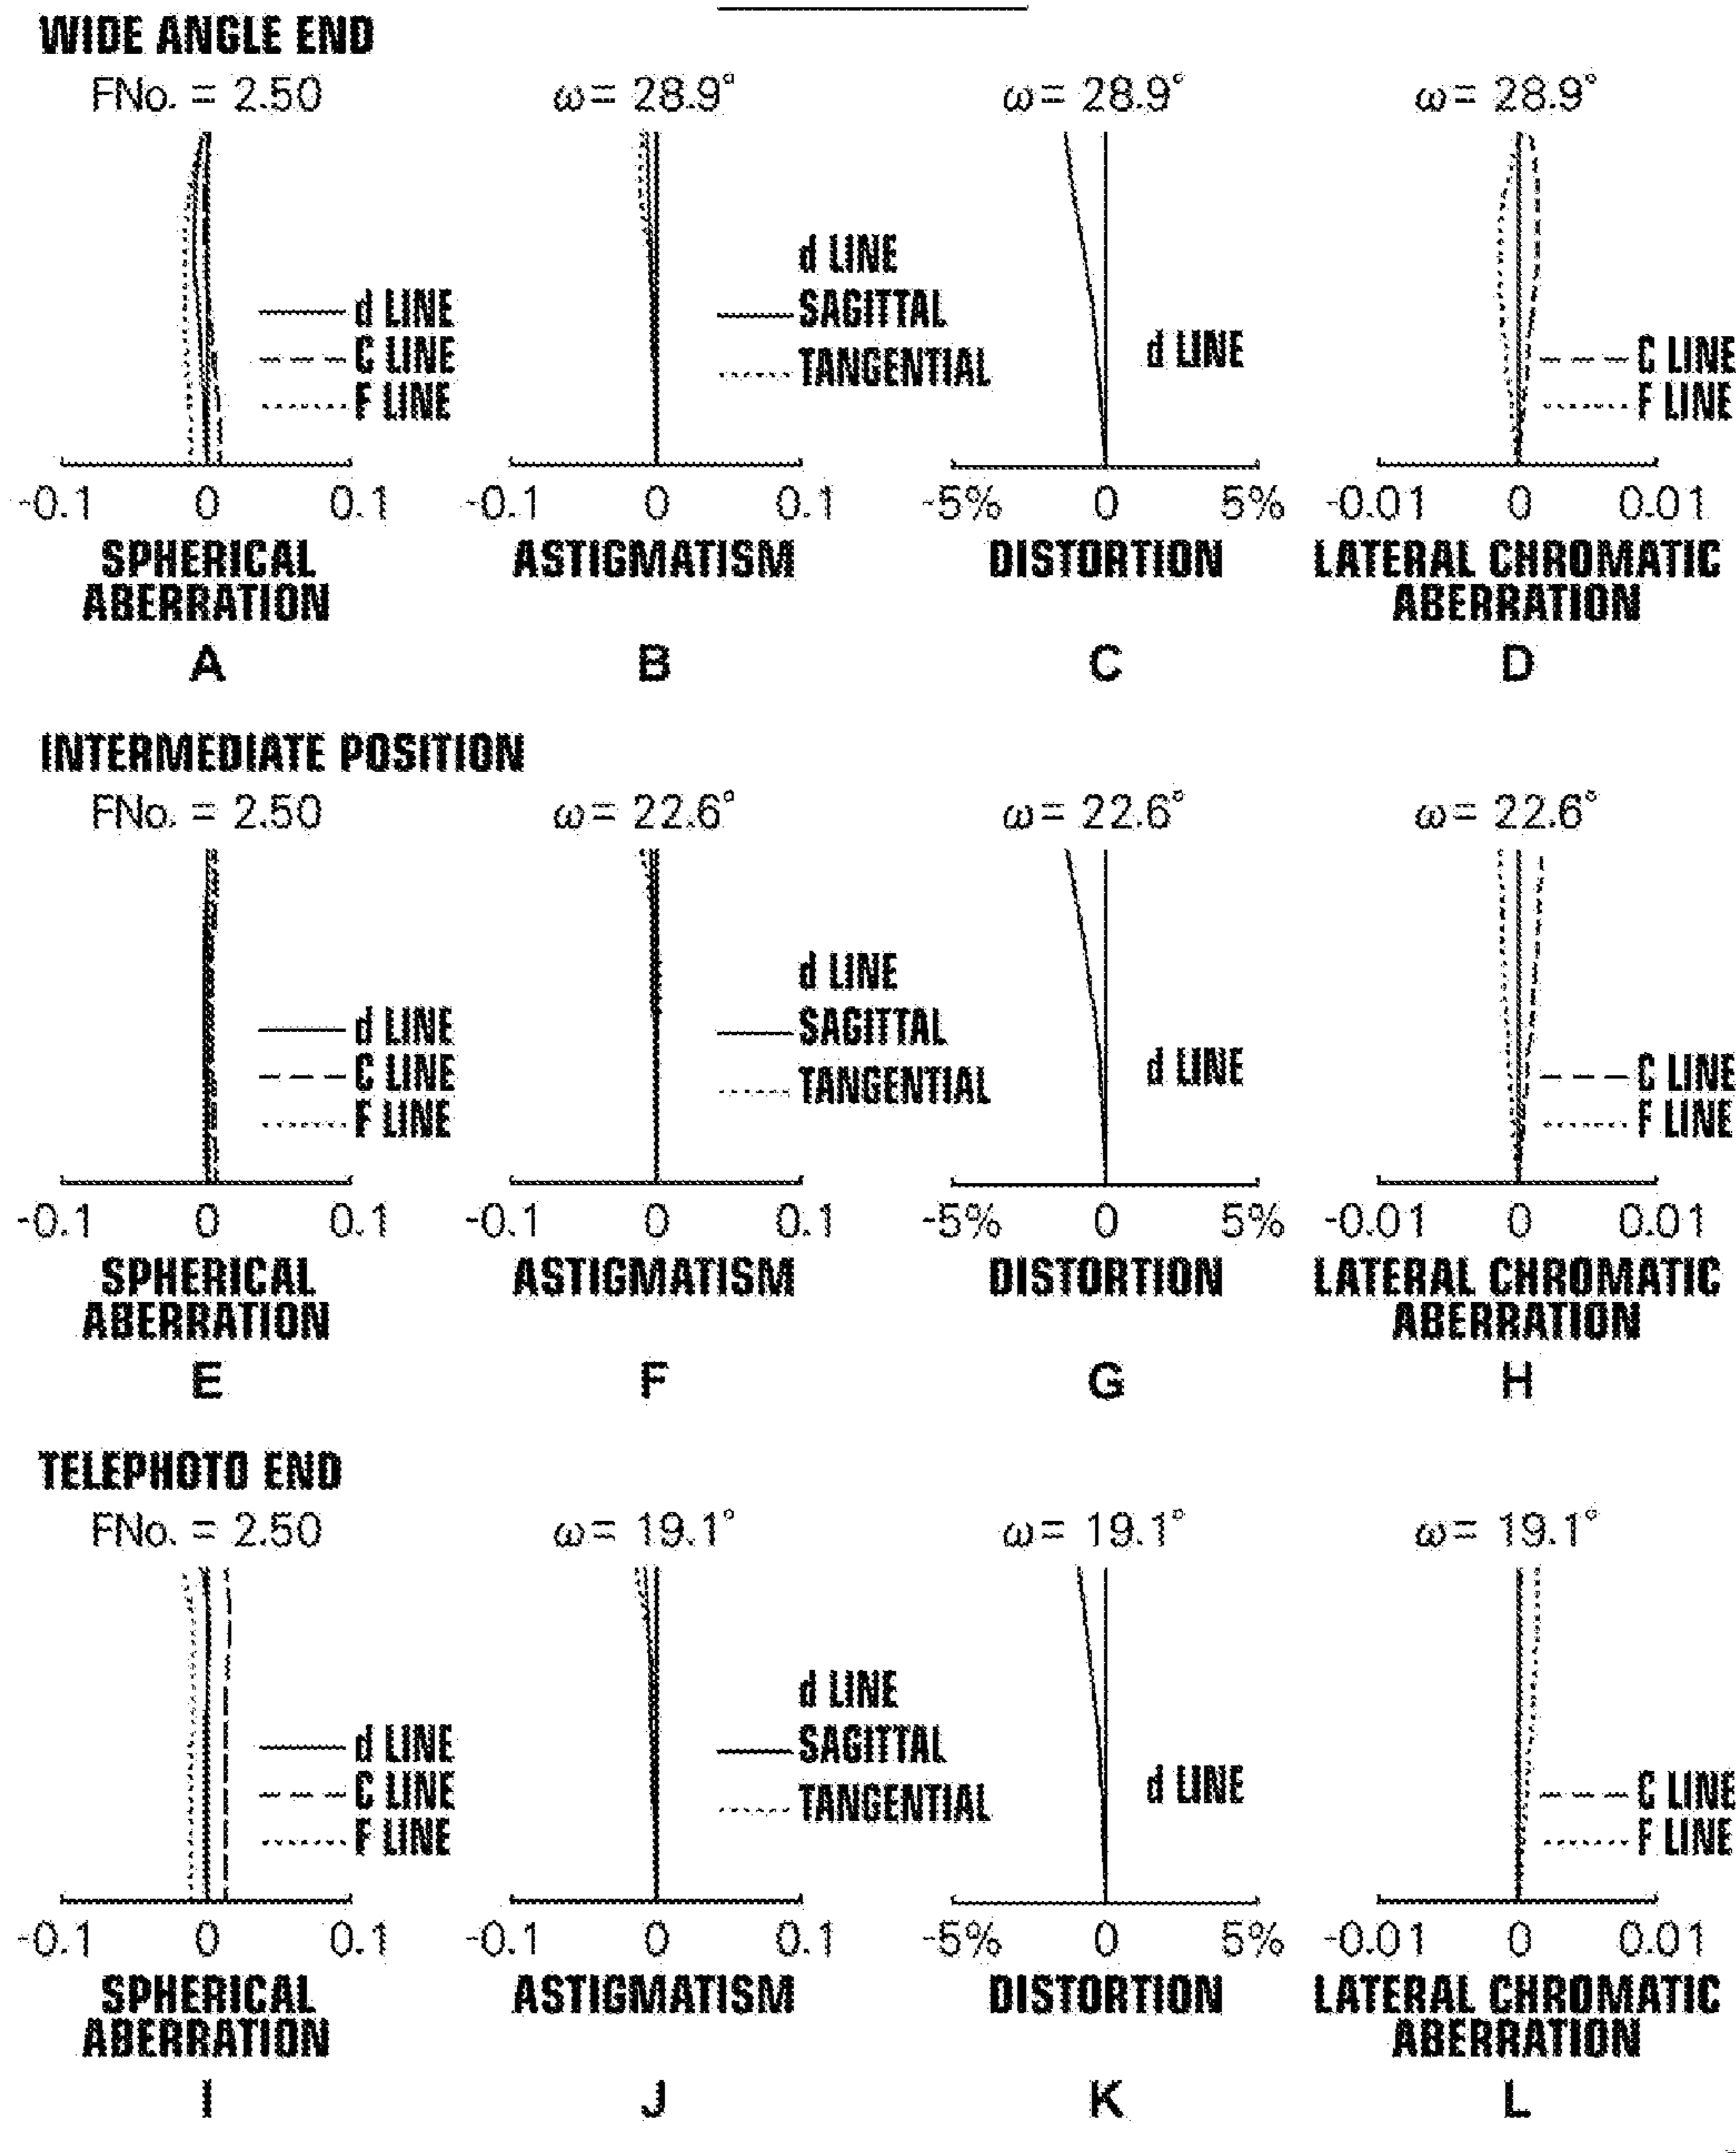 WIDE ANGLE END
FNo. = 2.50
ω= 28.9°
ω= 28.9°
ω= 28.9°
d LINE
C LINE
F LINE
d LINE
SAGITTAL
TANGENTIAL
d LINE
C LINE
F LINE
-0.1 0 0.1
-0.1 0 0.1
-5% 0 5%
-0.01 0 0.01
SPHERICAL
ABERRATION
ASTIGMATISM
DISTORTION
LATERAL CHROMATIC
ABERRATION
A
B
C
D
INTERMEDIATE POSITION
FNo. = 2.50
ω= 22.6°
ω= 22.6°
ω= 22.6°
d LINE
C LINE
F LINE
d LINE
SAGITTAL
TANGENTIAL
d LINE
C LINE
F LINE
-0.1 0 0.1
-0.1 0 0.1
-5% 0 5%
-0.01 0 0.01
SPHERICAL
ABERRATION
ASTIGMATISM
DISTORTION
LATERAL CHROMATIC
ABERRATION
E
F
G
H
TELEPHOTO END
FNo. = 2.50
ω= 19.1°
ω= 19.1°
ω= 19.1°
d LINE
C LINE
F LINE
d LINE
SAGITTAL
TANGENTIAL
d LINE
C LINE
F LINE
-0.1 0 0.1
-0.1 0 0.1
-5% 0 5%
-0.01 0 0.01
SPHERICAL
ABERRATION
ASTIGMATISM
DISTORTION
LATERAL CHROMATIC
ABERRATION
I
J
K
L